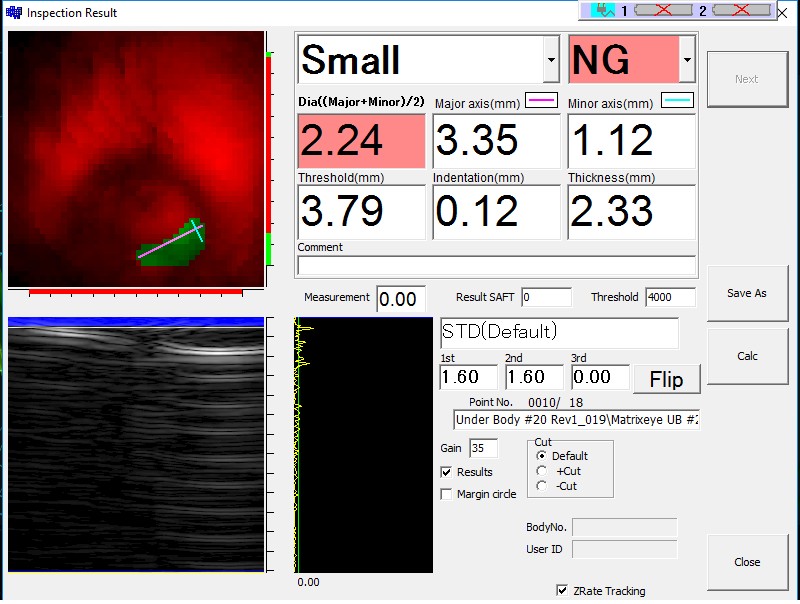 Inspection Result
1 2
Small NG
Next
Dia((Major+Minor)/2) Major axis(mm) Minor axis(mm)
2.24 3.35 1.12
Threshold(mm) Indentation(mm) Thickness(mm)
3.79 0.12 2.33
Comment
Measurement 0.00 Result SAFT 0 Threshold 4000
Save As
STD(Default)
Calc
1st 2nd 3rd
1.60 1.60 0.00 Flip
Point No. 0010/ 18
Under Body #20 Rev1_019\Matrixeye UB #2
Gain 35
Cut
Default
Results
+Cut
-Cut
Margin circle
BodyNo.
User ID
Close
0.00
ZRate Tracking